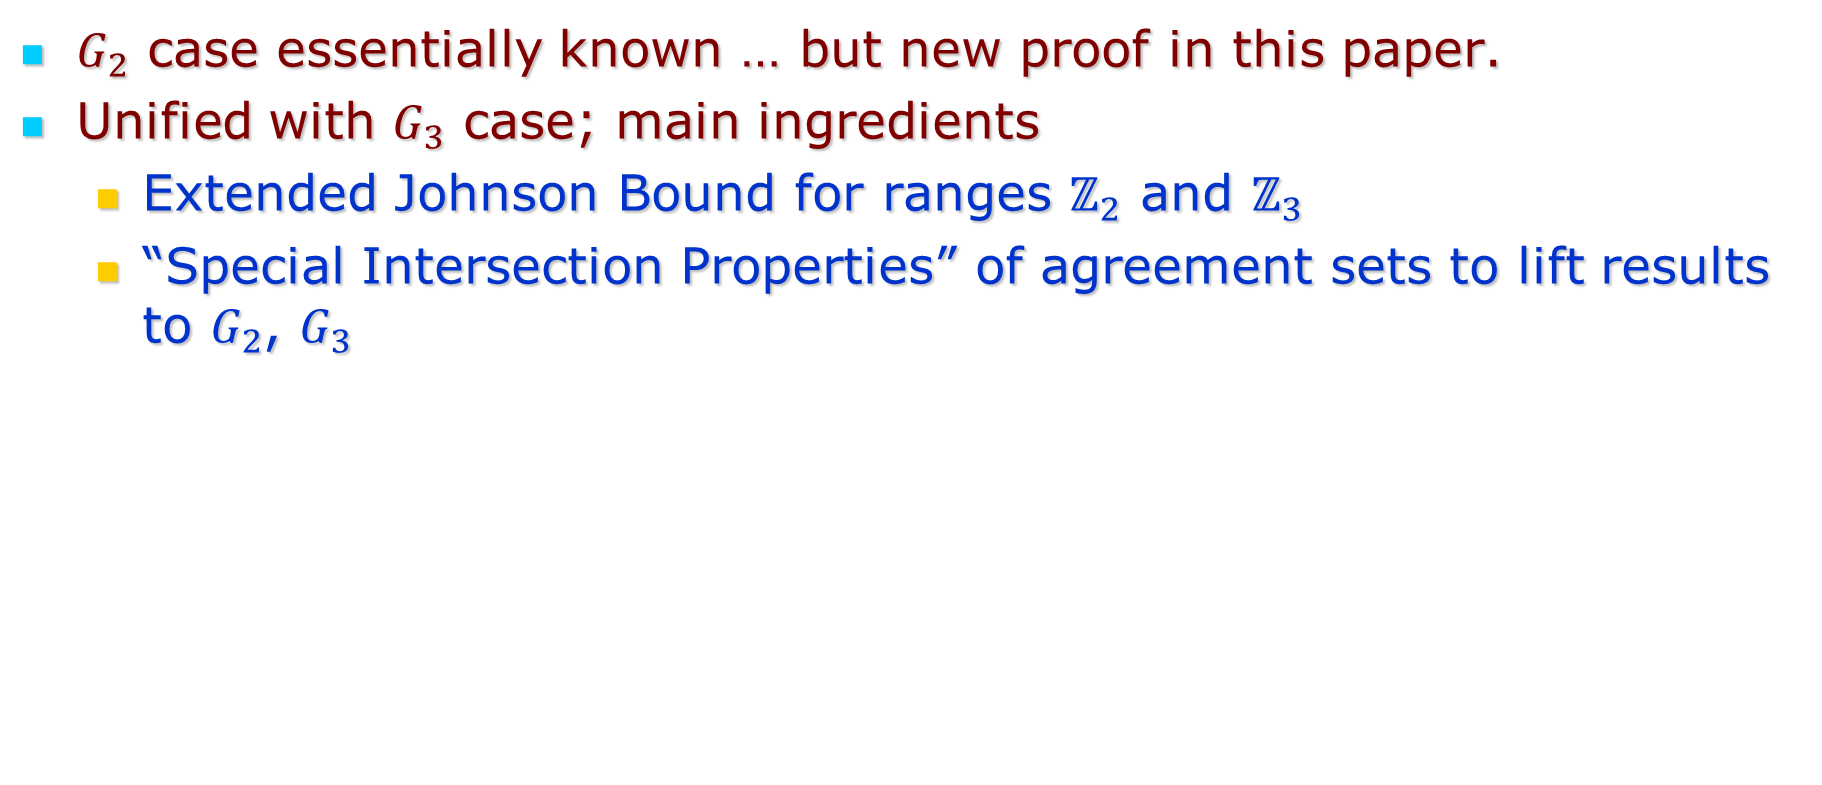 G₂ case essentially known … but new proof in this paper.
Unified with G₃ case; main ingredients
Extended Johnson Bound for ranges ℤ₂ and ℤ₃
“Special Intersection Properties” of agreement sets to lift results
to G₂, G₃